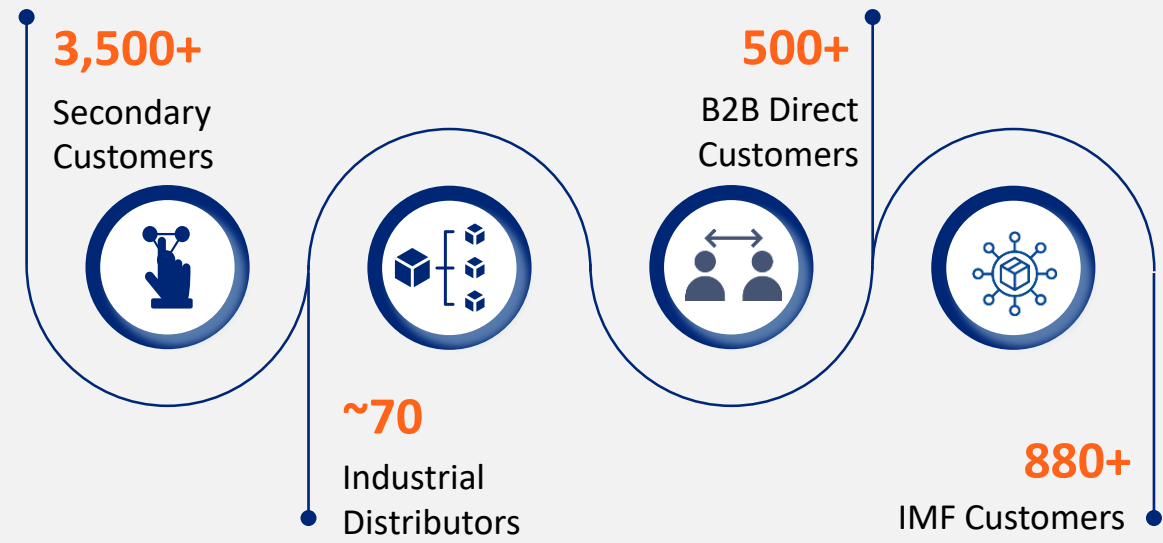 3,500+
Secondary
Customers
~70
Industrial
Distributors
500+
B2B Direct
Customers
880+
IMF Customers